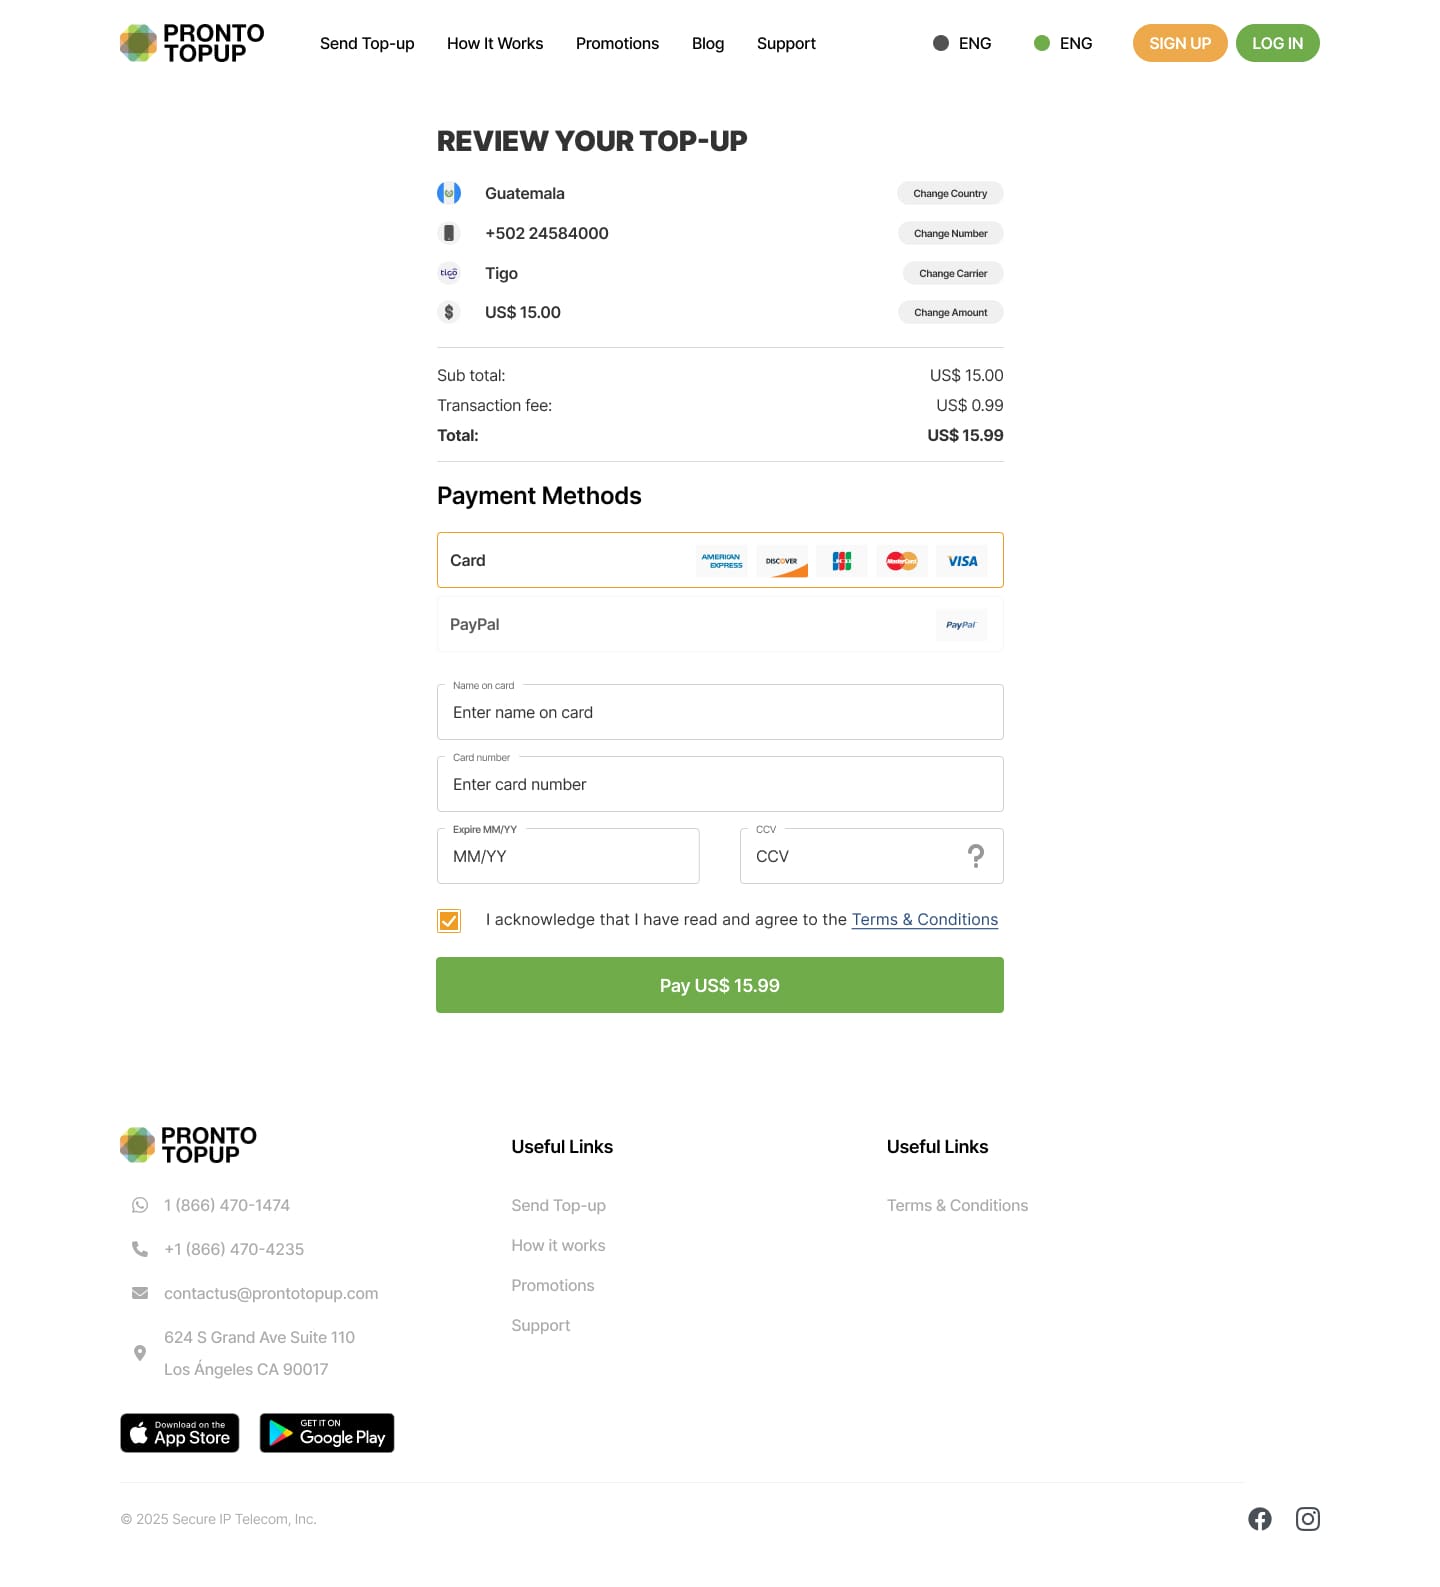 PRONTO
TOPUP
Send Top-up
How It Works
Promotions
Blog
Support
ENG
ENG
SIGN UP
LOG IN
REVIEW YOUR TOP-UP
Guatemala
Change Country
+502 24584000
Change Number
tigo
Tigo
Change Carrier
$
US$ 15.00
Change Amount
Sub total:
US$ 15.00
Transaction fee:
US$ 0.99
Total:
US$ 15.99
Payment Methods
Card
AMERICAN
EXPRESS
DISCOVER
JCB
MasterCard
VISA
PayPal
PayPal
Name on card
Enter name on card
Card number
Enter card number
Expire MM/YY
MM/YY
CCV
CCV
?
I acknowledge that I have read and agree to the Terms & Conditions
Pay US$ 15.99
PRONTO
TOPUP
1 (866) 470-1474
+1 (866) 470-4235
contactus@prontotopup.com
624 S Grand Ave Suite 110
Los Ángeles CA 90017
Download on the
App Store
GET IT ON
Google Play
Useful Links
Send Top-up
How it works
Promotions
Support
Useful Links
Terms & Conditions
© 2025 Secure IP Telecom, Inc.